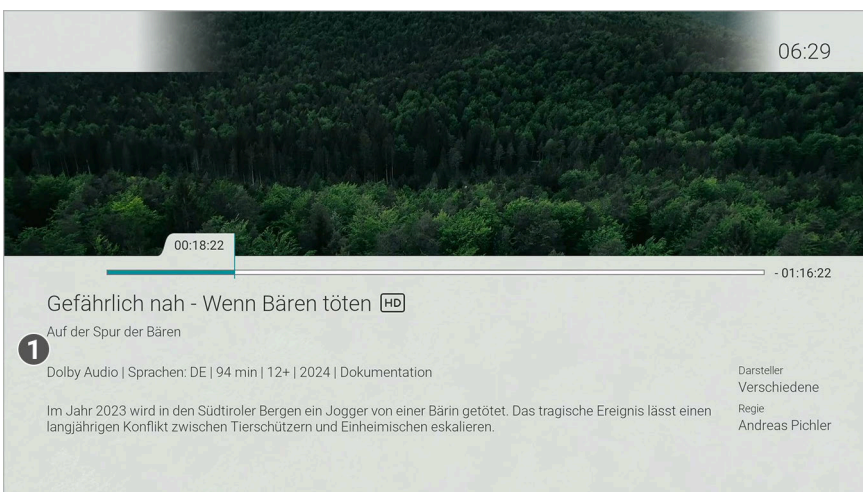 06:29
00:18:22
- 01:16:22
Gefährlich nah - Wenn Bären töten HD
Auf der Spur der Bären
1
Dolby Audio | Sprachen: DE | 94 min | 12+ | 2024 | Dokumentation
Im Jahr 2023 wird in den Südtiroler Bergen ein Jogger von einer Bärin getötet. Das tragische Ereignis lässt einen
langjährigen Konflikt zwischen Tierschützern und Einheimischen eskalieren.
Darsteller
Verschiedene
Regie
Andreas Pichler